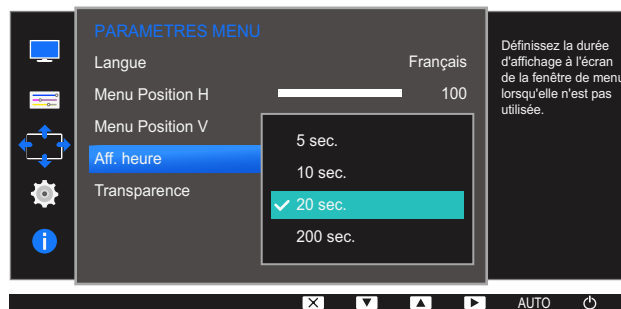 PARAMETRES MENU
Langue Français
Menu Position H 100
Menu Position V
Aff. heure
Transparence
5 sec.
10 sec.
20 sec.
200 sec.
Définissez la durée
d'affichage à l'écran
de la fenêtre de menu
lorsqu'elle n'est pas
utilisée.
AUTO